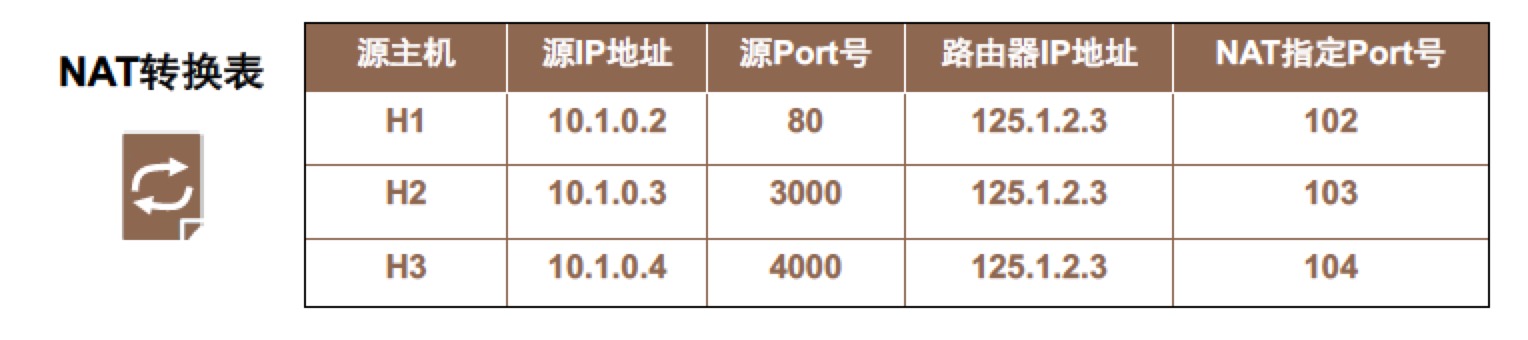 NAT转换表
源主机 源IP地址 源Port号 路由器IP地址 NAT指定Port号
H1 10.1.0.2 80 125.1.2.3 102
H2 10.1.0.3 3000 125.1.2.3 103
H3 10.1.0.4 4000 125.1.2.3 104